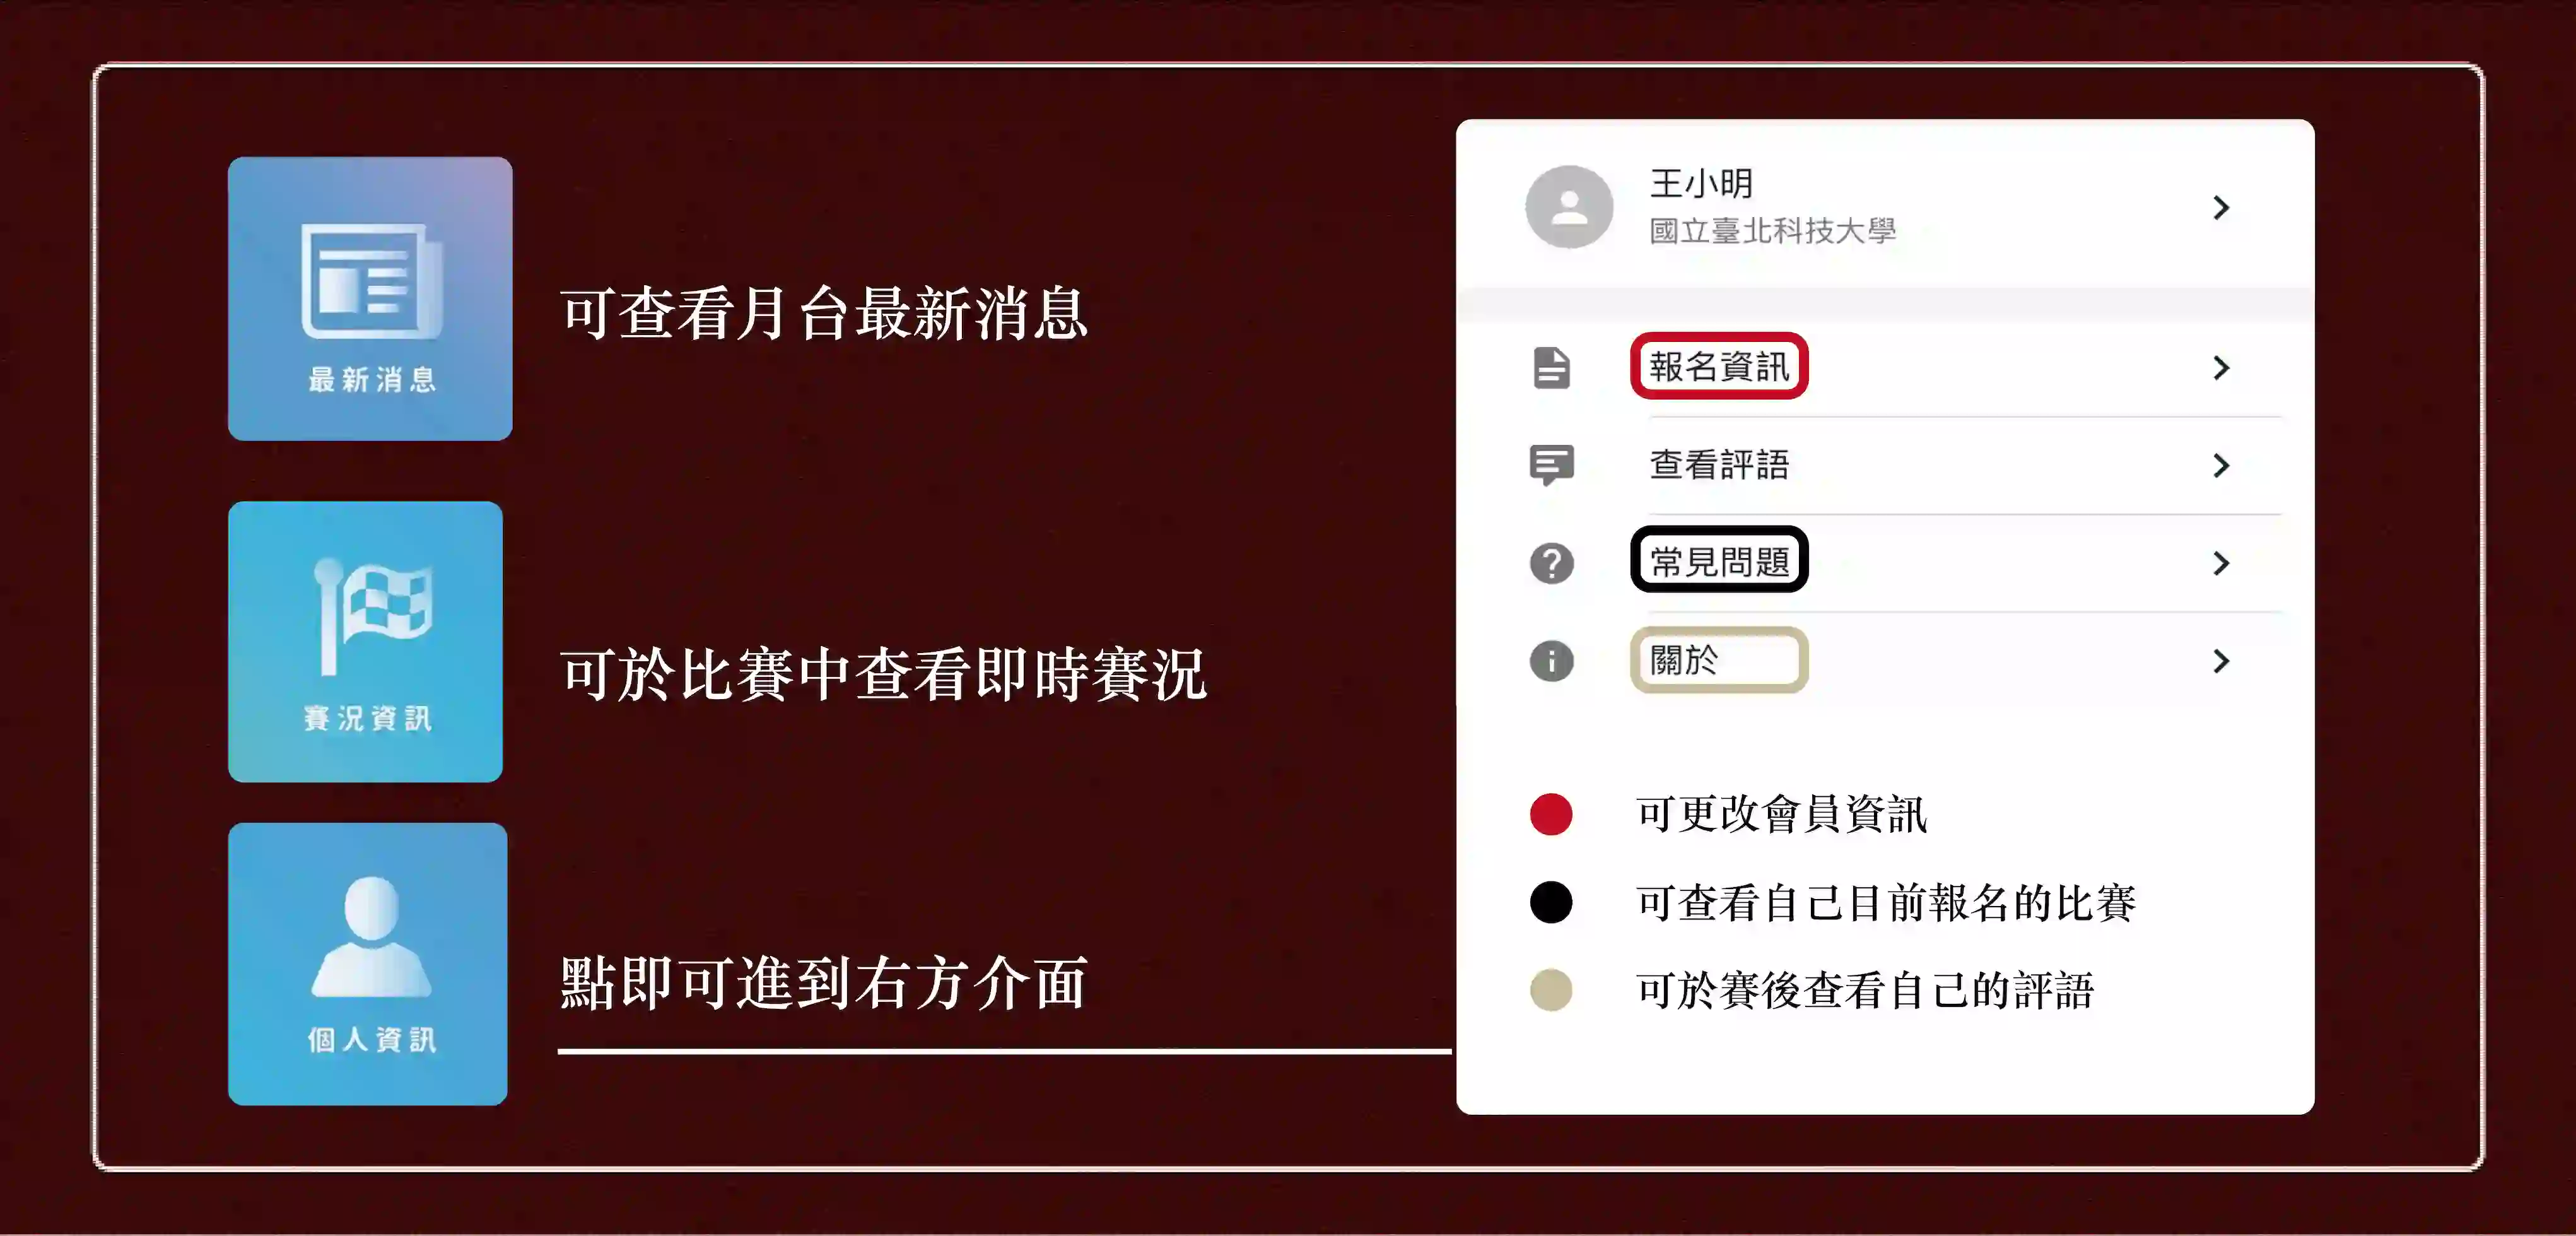 最新消息
可查看月台最新消息
賽況資訊
可於比賽中查看即時賽況
個人資訊
點即可進到右方介面
王小明
國立臺北科技大學
報名資訊
查看評語
常見問題
關於
可更改會員資訊
可查看自己目前報名的比賽
可於賽後查看自己的評語